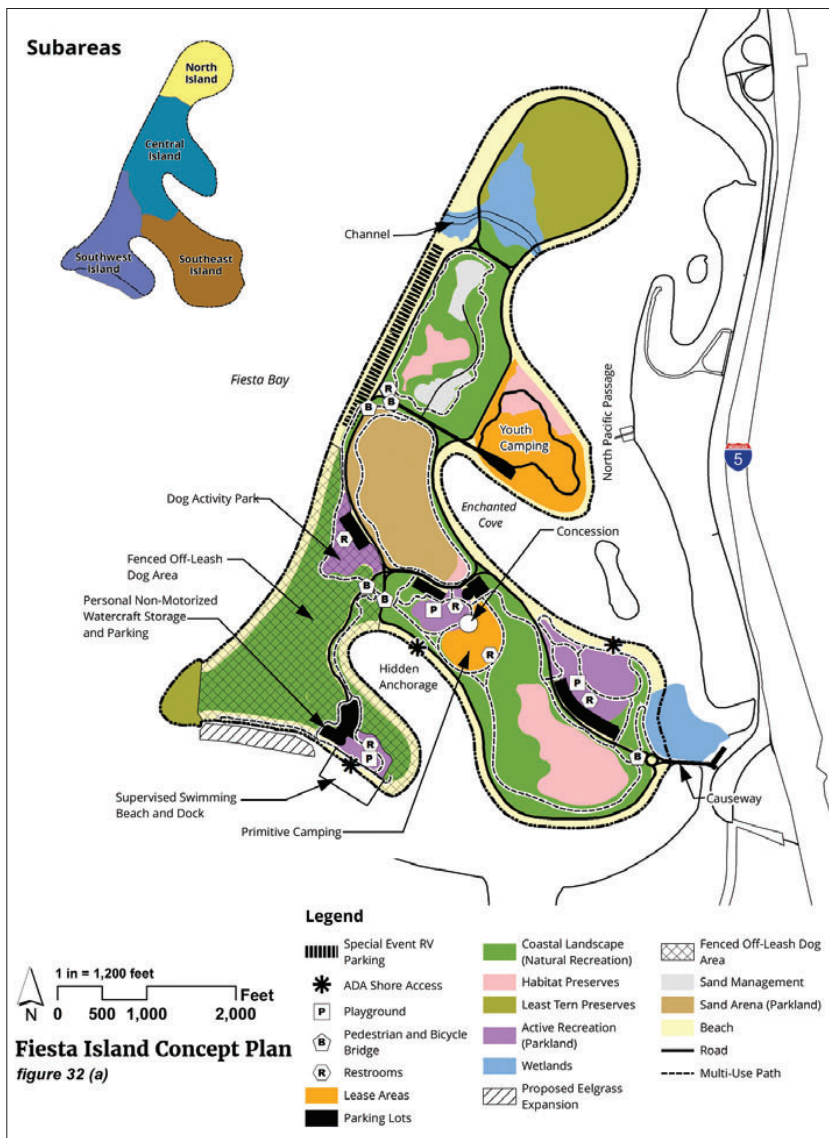 Subareas
North
Island
Central
Island
Southwest
Island
Southeast
Island
Channel
Fiesta Bay
Youth
Camping
North Pacific Passage
INTERSTATE
5
Dog Activity Park
Enchanted
Cove
Concession
Fenced Off-Leash
Dog Area
Personal Non-Motorized
Watercraft Storage
and Parking
Hidden
Anchorage
Supervised Swimming
Beach and Dock
Primitive Camping
Causeway
R
B
B
R
B
B
P
R
R
P
R
B
R
P
Legend
Special Event RV
Parking
ADA Shore Access
P
Playground
B
Pedestrian and Bicycle
Bridge
R
Restrooms
Lease Areas
Parking Lots
Coastal Landscape
(Natural Recreation)
Habitat Preserves
Least Tern Preserves
Active Recreation
(Parkland)
Wetlands
Proposed Eelgrass
Expansion
Fenced Off-Leash Dog
Area
Sand Management
Sand Arena (Parkland)
Beach
Road
Multi-Use Path
N
1 in = 1,200 feet
Feet
0 500 1,000 2,000
Fiesta Island Concept Plan
figure 32 (a)